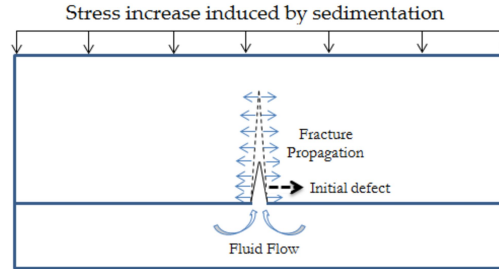 Stress increase induced by sedimentation
Fracture
Propagation
Initial defect
Fluid Flow